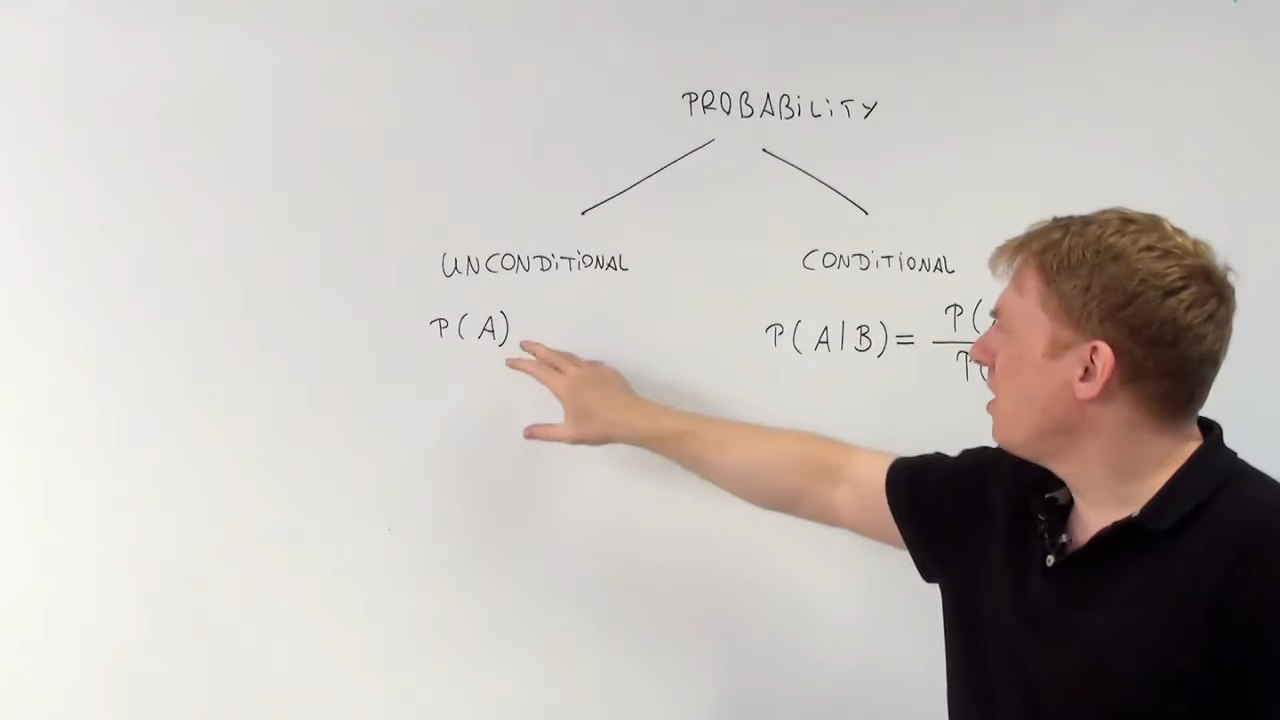 PROBABILITY
UNCONDITIONAL
CONDITIONAL
P(A)
P(A|B)= P(
P(